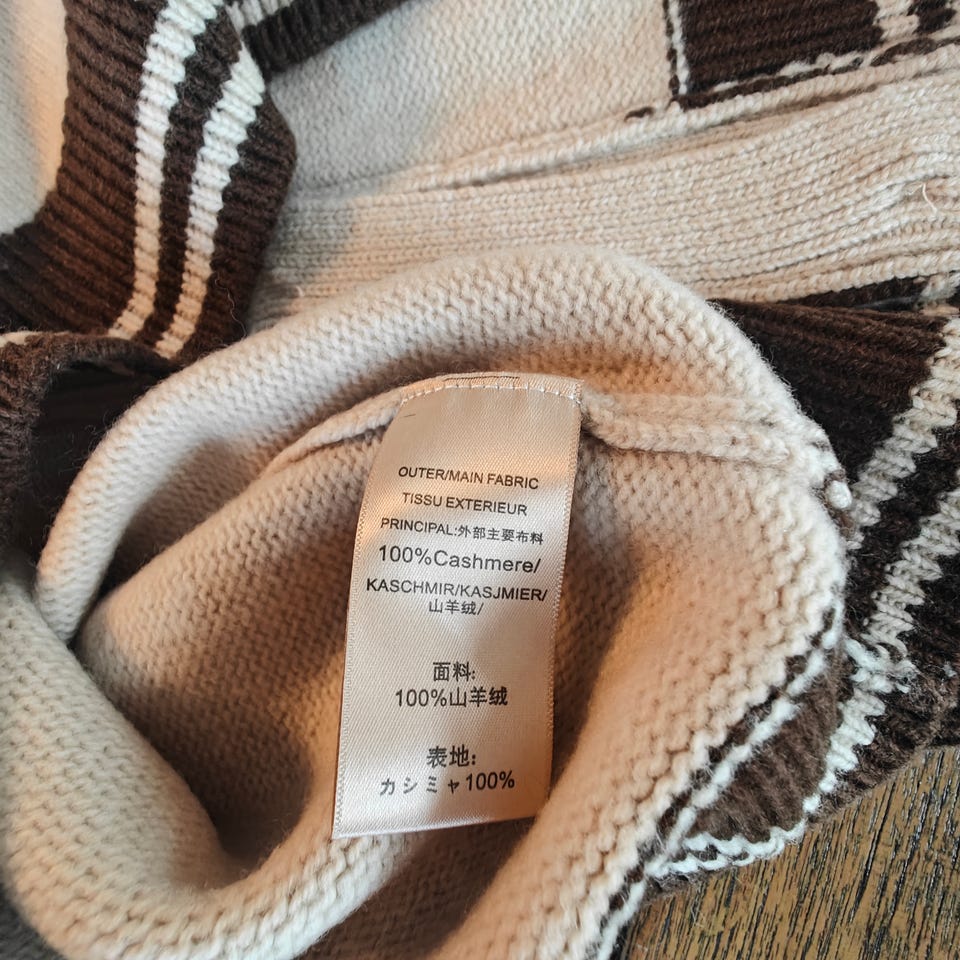 OUTER/MAIN FABRIC
TISSU EXTERIEUR
PRINCIPAL:外部主要布料
100%Cashmere/
KASCHMIR/KASJMIER/
山羊绒/
面料:
100%山羊绒
表地:
カシミャ100%